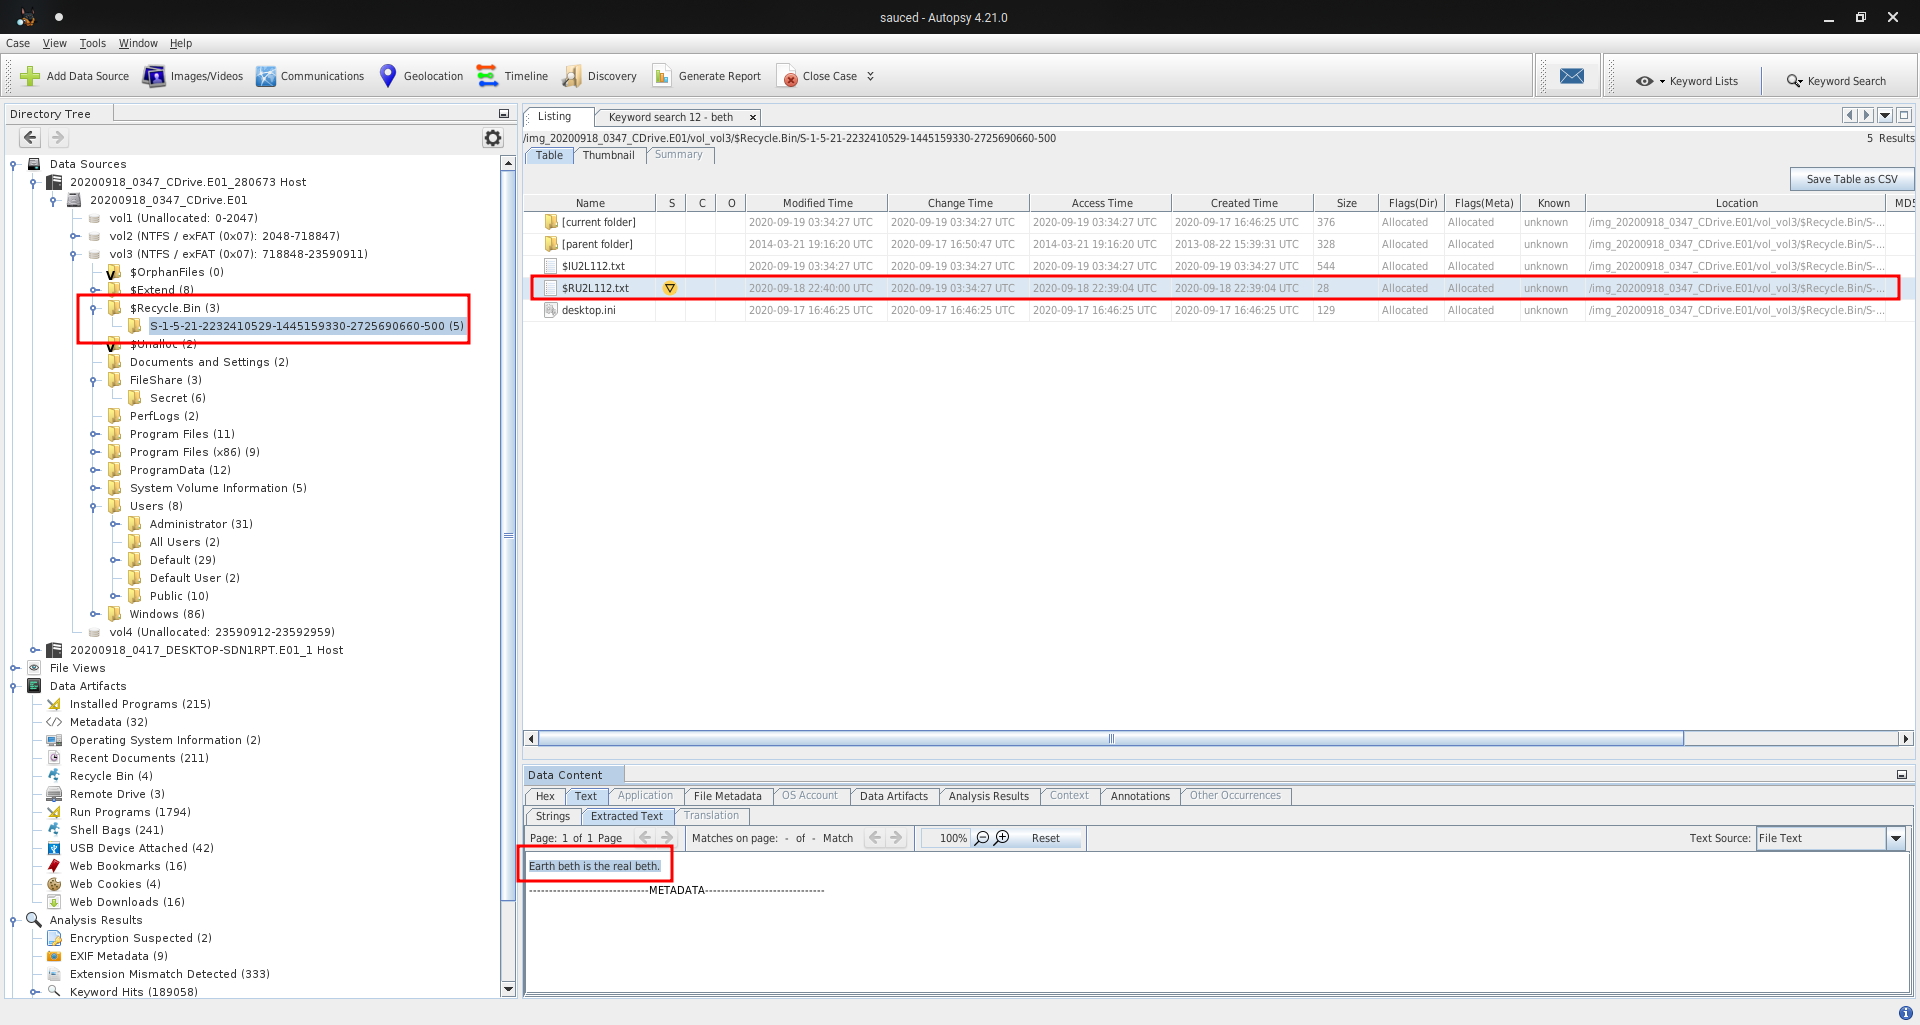 sauced - Autopsy 4.21.0
Case View Tools Window Help
Add Data Source Images/Videos Communications Geolocation Timeline Discovery Generate Report Close Case Keyword Lists Keyword Search
Directory Tree
Data Sources
20200918_0347_CDrive.E01_280673 Host
20200918_0347_CDrive.E01
vol1 (Unallocated: 0-2047)
vol2 (NTFS / exFAT (0x07): 2048-718847)
vol3 (NTFS / exFAT (0x07): 718848-23590911)
$OrphanFiles (0)
$Extend (8)
$Recycle.Bin (3)
S-1-5-21-2232410529-1445159330-2725690660-500 (5)
$Unalloc (2)
Documents and Settings (2)
FileShare (3)
Secret (6)
PerfLogs (2)
Program Files (11)
Program Files (x86) (9)
ProgramData (12)
System Volume Information (5)
Users (8)
Administrator (31)
All Users (2)
Default (29)
Default User (2)
Public (10)
Windows (86)
vol4 (Unallocated: 23590912-23592959)
20200918_0417_DESKTOP-SDN1RPT.E01_1 Host
File Views
Data Artifacts
Installed Programs (215)
Metadata (32)
Operating System Information (2)
Recent Documents (211)
Recycle Bin (4)
Remote Drive (3)
Run Programs (1794)
Shell Bags (241)
USB Device Attached (42)
Web Bookmarks (16)
Web Cookies (4)
Web Downloads (16)
Analysis Results
Encryption Suspected (2)
EXIF Metadata (9)
Extension Mismatch Detected (333)
Keyword Hits (189058)
Listing Keyword search 12 - beth
/img_20200918_0347_CDrive.E01/vol_vol3/$Recycle.Bin/S-1-5-21-2232410529-1445159330-2725690660-500 5 Results
Table Thumbnail Summary
Save Table as CSV
Name S C O Modified Time Change Time Access Time Created Time Size Flags(Dir) Flags(Meta) Known Location MD5
[current folder] 2020-09-19 03:34:27 UTC 2020-09-19 03:34:27 UTC 2020-09-19 03:34:27 UTC 2020-09-17 16:46:25 UTC 376 Allocated Allocated unknown /img_20200918_0347_CDrive.E01/vol_vol3/$Recycle.Bin/S-...
[parent folder] 2014-03-21 19:16:20 UTC 2020-09-17 16:50:47 UTC 2014-03-21 19:16:20 UTC 2013-08-22 15:39:31 UTC 328 Allocated Allocated unknown /img_20200918_0347_CDrive.E01/vol_vol3/$Recycle.Bin/S-...
$IU2L112.txt 2020-09-19 03:34:27 UTC 2020-09-19 03:34:27 UTC 2020-09-19 03:34:27 UTC 2020-09-19 03:34:27 UTC 544 Allocated Allocated unknown /img_20200918_0347_CDrive.E01/vol_vol3/$Recycle.Bin/S-...
$RU2L112.txt 2020-09-18 22:40:00 UTC 2020-09-19 03:34:27 UTC 2020-09-18 22:39:04 UTC 2020-09-18 22:39:04 UTC 28 Allocated Allocated unknown /img_20200918_0347_CDrive.E01/vol_vol3/$Recycle.Bin/S-...
desktop.ini 2020-09-17 16:46:25 UTC 2020-09-17 16:46:25 UTC 2020-09-17 16:46:25 UTC 2020-09-17 16:46:25 UTC 129 Allocated Allocated unknown /img_20200918_0347_CDrive.E01/vol_vol3/$Recycle.Bin/S-...
Data Content
Hex Text Application File Metadata OS Account Data Artifacts Analysis Results Context Annotations Other Occurrences
Strings Extracted Text Translation
Page: 1 of 1 Page Matches on page: - of - Match 100% Reset Text Source: File Text
Earth beth is the real beth.
------------------------------METADATA------------------------------